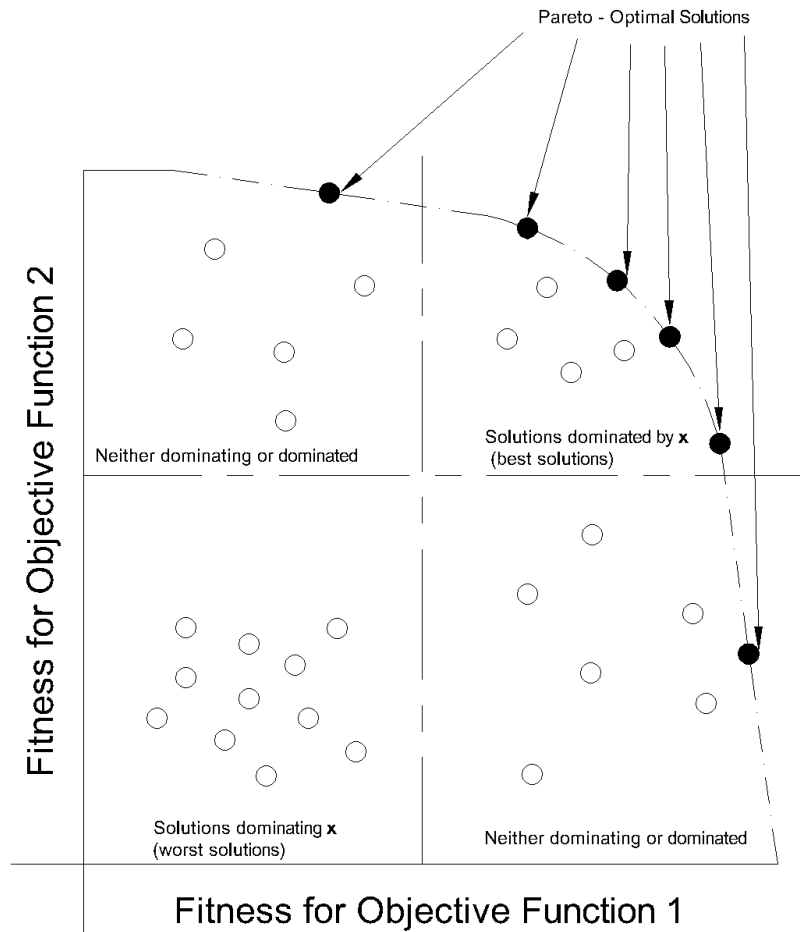 Pareto - Optimal Solutions
Fitness for Objective Function 2
Neither dominating or dominated
Solutions dominated by x
(best solutions)
Solutions dominating x
(worst solutions)
Neither dominating or dominated
Fitness for Objective Function 1